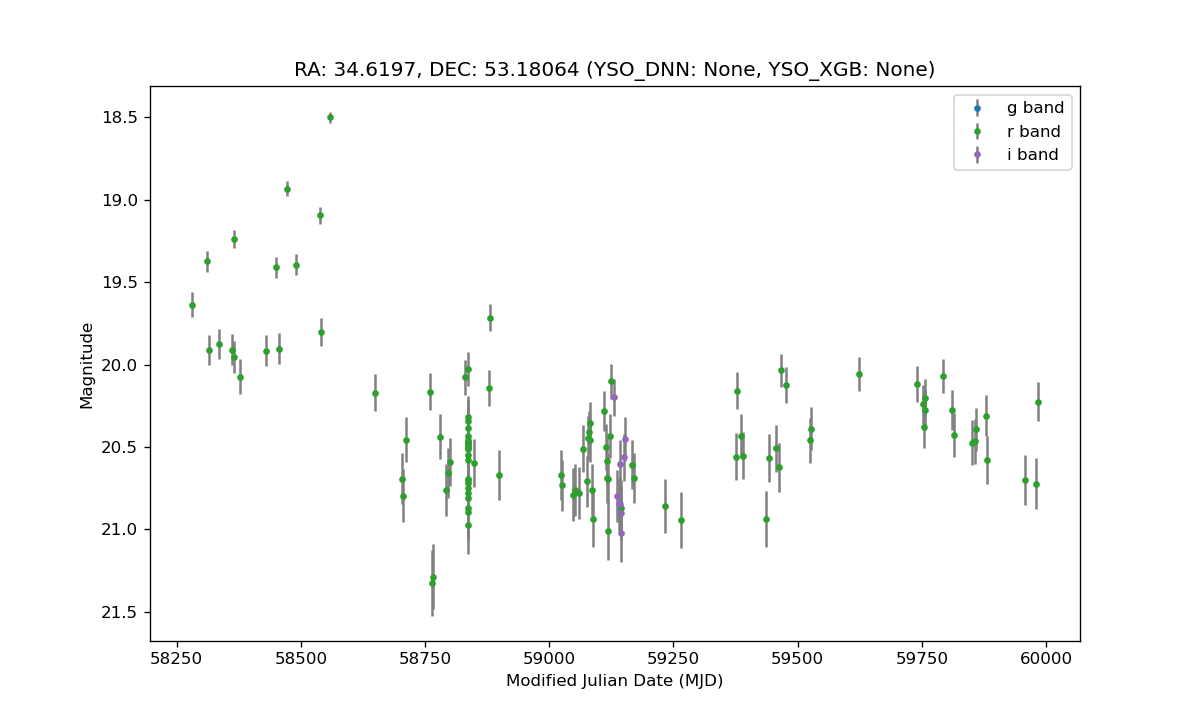 RA: 34.6197, DEC: 53.18064 (YSO_DNN: None, YSO_XGB: None)
g band
r band
i band
18.5
19.0
19.5
20.0
20.5
21.0
21.5
Magnitude
58250 58500 58750 59000 59250 59500 59750 60000
Modified Julian Date (MJD)